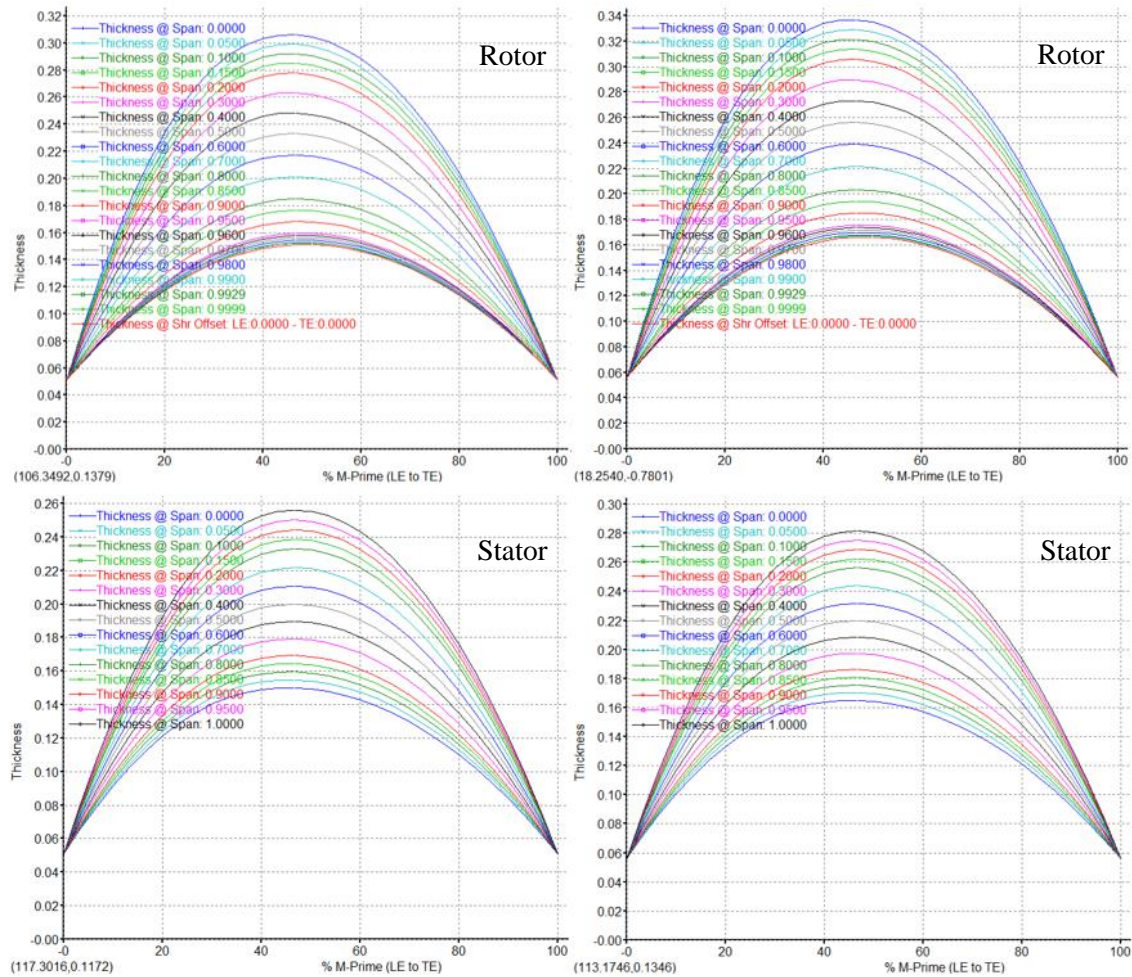 0.32
0.30
0.28
0.26
0.24
0.22
0.20
0.18
0.16
0.14
0.12
0.10
0.08
0.06
0.04
0.02
-0.00
Thickness
Thickness @ Span: 0.0000
Thickness @ Span: 0.0500
Thickness @ Span: 0.1000
Thickness @ Span: 0.1500
Thickness @ Span: 0.2000
Thickness @ Span: 0.3000
Thickness @ Span: 0.4000
Thickness @ Span: 0.5000
Thickness @ Span: 0.6000
Thickness @ Span: 0.7000
Thickness @ Span: 0.8000
Thickness @ Span: 0.8500
Thickness @ Span: 0.9000
Thickness @ Span: 0.9500
Thickness @ Span: 0.9600
Thickness @ Span: 0.9700
Thickness @ Span: 0.9800
Thickness @ Span: 0.9900
Thickness @ Span: 0.9929
Thickness @ Span: 0.9999
Thickness @ Shr Offset: LE:0.0000 - TE:0.0000
Rotor
-0 20 40 60 80 100
(106.3492,0.1379) % M-Prime (LE to TE)
0.34
0.32
0.30
0.28
0.26
0.24
0.22
0.20
0.18
0.16
0.14
0.12
0.10
0.08
0.06
0.04
0.02
-0.00
Thickness
Thickness @ Span: 0.0000
Thickness @ Span: 0.0500
Thickness @ Span: 0.1000
Thickness @ Span: 0.1500
Thickness @ Span: 0.2000
Thickness @ Span: 0.3000
Thickness @ Span: 0.4000
Thickness @ Span: 0.5000
Thickness @ Span: 0.6000
Thickness @ Span: 0.7000
Thickness @ Span: 0.8000
Thickness @ Span: 0.8500
Thickness @ Span: 0.9000
Thickness @ Span: 0.9500
Thickness @ Span: 0.9600
Thickness @ Span: 0.9700
Thickness @ Span: 0.9800
Thickness @ Span: 0.9900
Thickness @ Span: 0.9929
Thickness @ Span: 0.9999
Thickness @ Shr Offset: LE:0.0000 - TE:0.0000
Rotor
-0 20 40 60 80 100
(18.2540,-0.7801) % M-Prime (LE to TE)
0.26
0.24
0.22
0.20
0.18
0.16
0.14
0.12
0.10
0.08
0.06
0.04
0.02
-0.00
Thickness
Thickness @ Span: 0.0000
Thickness @ Span: 0.0500
Thickness @ Span: 0.1000
Thickness @ Span: 0.1500
Thickness @ Span: 0.2000
Thickness @ Span: 0.3000
Thickness @ Span: 0.4000
Thickness @ Span: 0.5000
Thickness @ Span: 0.6000
Thickness @ Span: 0.7000
Thickness @ Span: 0.8000
Thickness @ Span: 0.8500
Thickness @ Span: 0.9000
Thickness @ Span: 0.9500
Thickness @ Span: 1.0000
Stator
-0 20 40 60 80 100
(117.3016,0.1172) % M-Prime (LE to TE)
0.30
0.28
0.26
0.24
0.22
0.20
0.18
0.16
0.14
0.12
0.10
0.08
0.06
0.04
0.02
-0.00
Thickness
Thickness @ Span: 0.0000
Thickness @ Span: 0.0500
Thickness @ Span: 0.1000
Thickness @ Span: 0.1500
Thickness @ Span: 0.2000
Thickness @ Span: 0.3000
Thickness @ Span: 0.4000
Thickness @ Span: 0.5000
Thickness @ Span: 0.6000
Thickness @ Span: 0.7000
Thickness @ Span: 0.8000
Thickness @ Span: 0.8500
Thickness @ Span: 0.9000
Thickness @ Span: 0.9500
Thickness @ Span: 1.0000
Stator
-0 20 40 60 80 100
(113.1746,0.1346) % M-Prime (LE to TE)